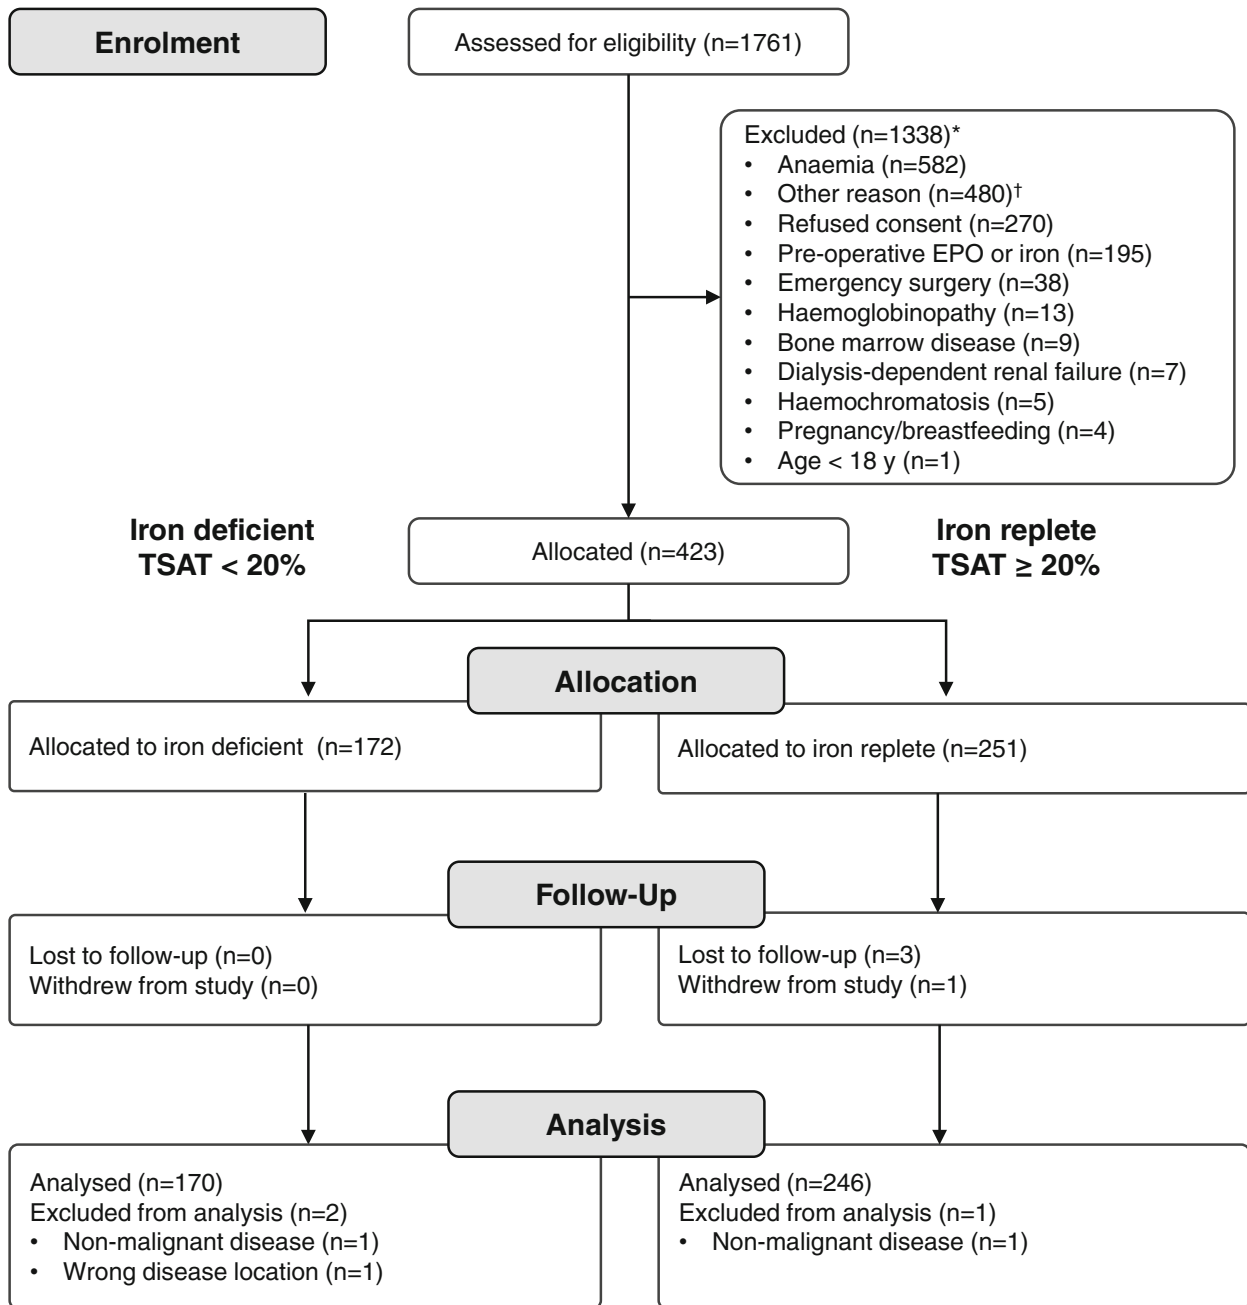 Enrolment
Assessed for eligibility (n=1761)
Excluded (n=1338)*
• Anaemia (n=582)
• Other reason (n=480)†
• Refused consent (n=270)
• Pre-operative EPO or iron (n=195)
• Emergency surgery (n=38)
• Haemoglobinopathy (n=13)
• Bone marrow disease (n=9)
• Dialysis-dependent renal failure (n=7)
• Haemochromatosis (n=5)
• Pregnancy/breastfeeding (n=4)
• Age < 18 y (n=1)
Iron deficient
TSAT < 20%
Allocated (n=423)
Iron replete
TSAT ≥ 20%
Allocation
Allocated to iron deficient (n=172)
Allocated to iron replete (n=251)
Follow-Up
Lost to follow-up (n=0)
Withdrew from study (n=0)
Lost to follow-up (n=3)
Withdrew from study (n=1)
Analysis
Analysed (n=170)
Excluded from analysis (n=2)
• Non-malignant disease (n=1)
• Wrong disease location (n=1)
Analysed (n=246)
Excluded from analysis (n=1)
• Non-malignant disease (n=1)